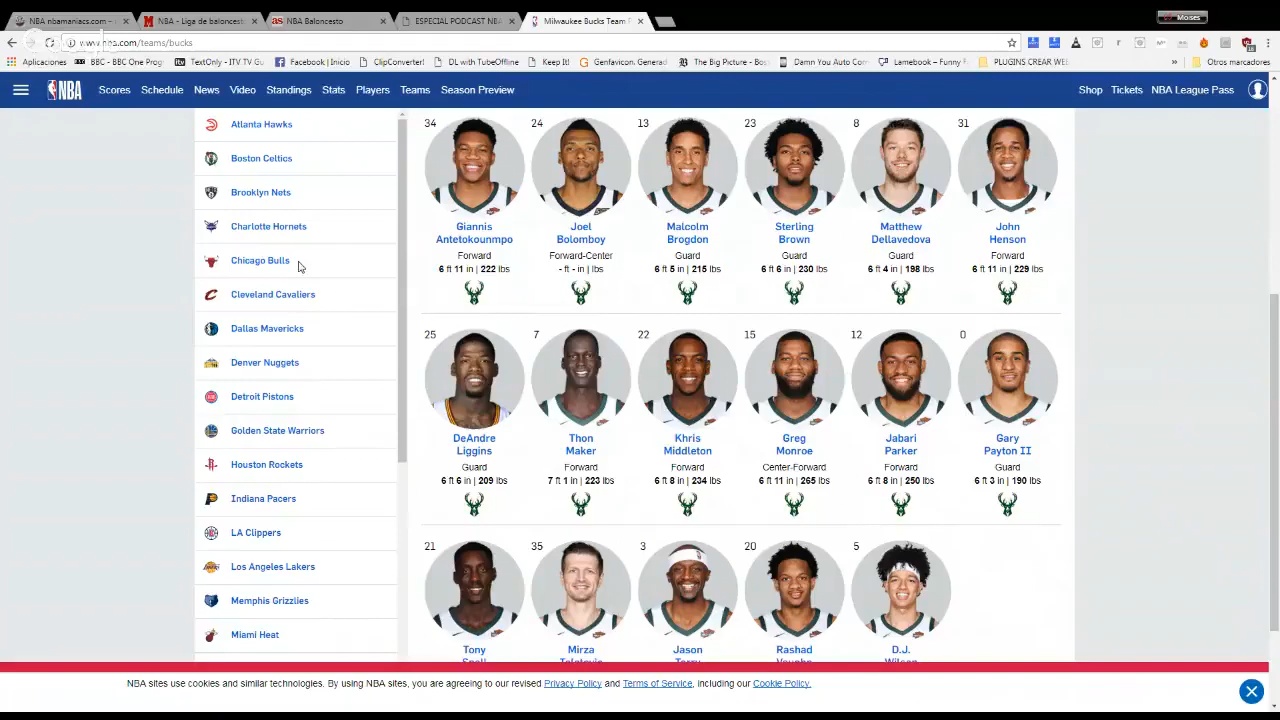 NBA nbamaniacs.com –
NBA - Liga de baloncesto
as NBA Baloncesto
ESPECIAL PODCAST NBA
Milwaukee Bucks Team P
Moises
nba.com/teams/bucks
Aplicaciones
BBC - BBC One Prog
itv TextOnly - ITV TV Gu
Facebook | Inicio
ClipConverter!
DL with TubeOffline
Keep It!
Genfavicon. Generad
The Big Picture - Bos
Damn You Auto Corr
Lamebook – Funny F
PLUGINS CREAR WEB
»
Otros marcadores
NBA
Scores
Schedule
News
Video
Standings
Stats
Players
Teams
Season Preview
Shop
Tickets
NBA League Pass
Atlanta Hawks
Boston Celtics
Brooklyn Nets
Charlotte Hornets
Chicago Bulls
Cleveland Cavaliers
Dallas Mavericks
Denver Nuggets
Detroit Pistons
Golden State Warriors
Houston Rockets
Indiana Pacers
LA Clippers
Los Angeles Lakers
Memphis Grizzlies
Miami Heat
34
Giannis
Antetokounmpo
Forward
6 ft 11 in | 222 lbs
24
Joel
Bolomboy
Forward-Center
- ft - in | lbs
13
Malcolm
Brogdon
Guard
6 ft 5 in | 215 lbs
23
Sterling
Brown
Guard
6 ft 6 in | 230 lbs
8
Matthew
Dellavedova
Guard
6 ft 4 in | 198 lbs
31
John
Henson
Forward
6 ft 11 in | 229 lbs
25
DeAndre
Liggins
Guard
6 ft 6 in | 209 lbs
7
Thon
Maker
Forward
7 ft 1 in | 223 lbs
22
Khris
Middleton
Forward
6 ft 8 in | 234 lbs
15
Greg
Monroe
Center-Forward
6 ft 11 in | 265 lbs
12
Jabari
Parker
Forward
6 ft 8 in | 250 lbs
0
Gary
Payton II
Guard
6 ft 3 in | 190 lbs
21
Tony
Snell
35
Mirza
Teletovic
3
Jason
Terry
20
Rashad
Vaughn
5
D.J.
Wilson
NBA sites use cookies and similar technologies. By using NBA sites, you are agreeing to our revised Privacy Policy and Terms of Service, including our Cookie Policy.